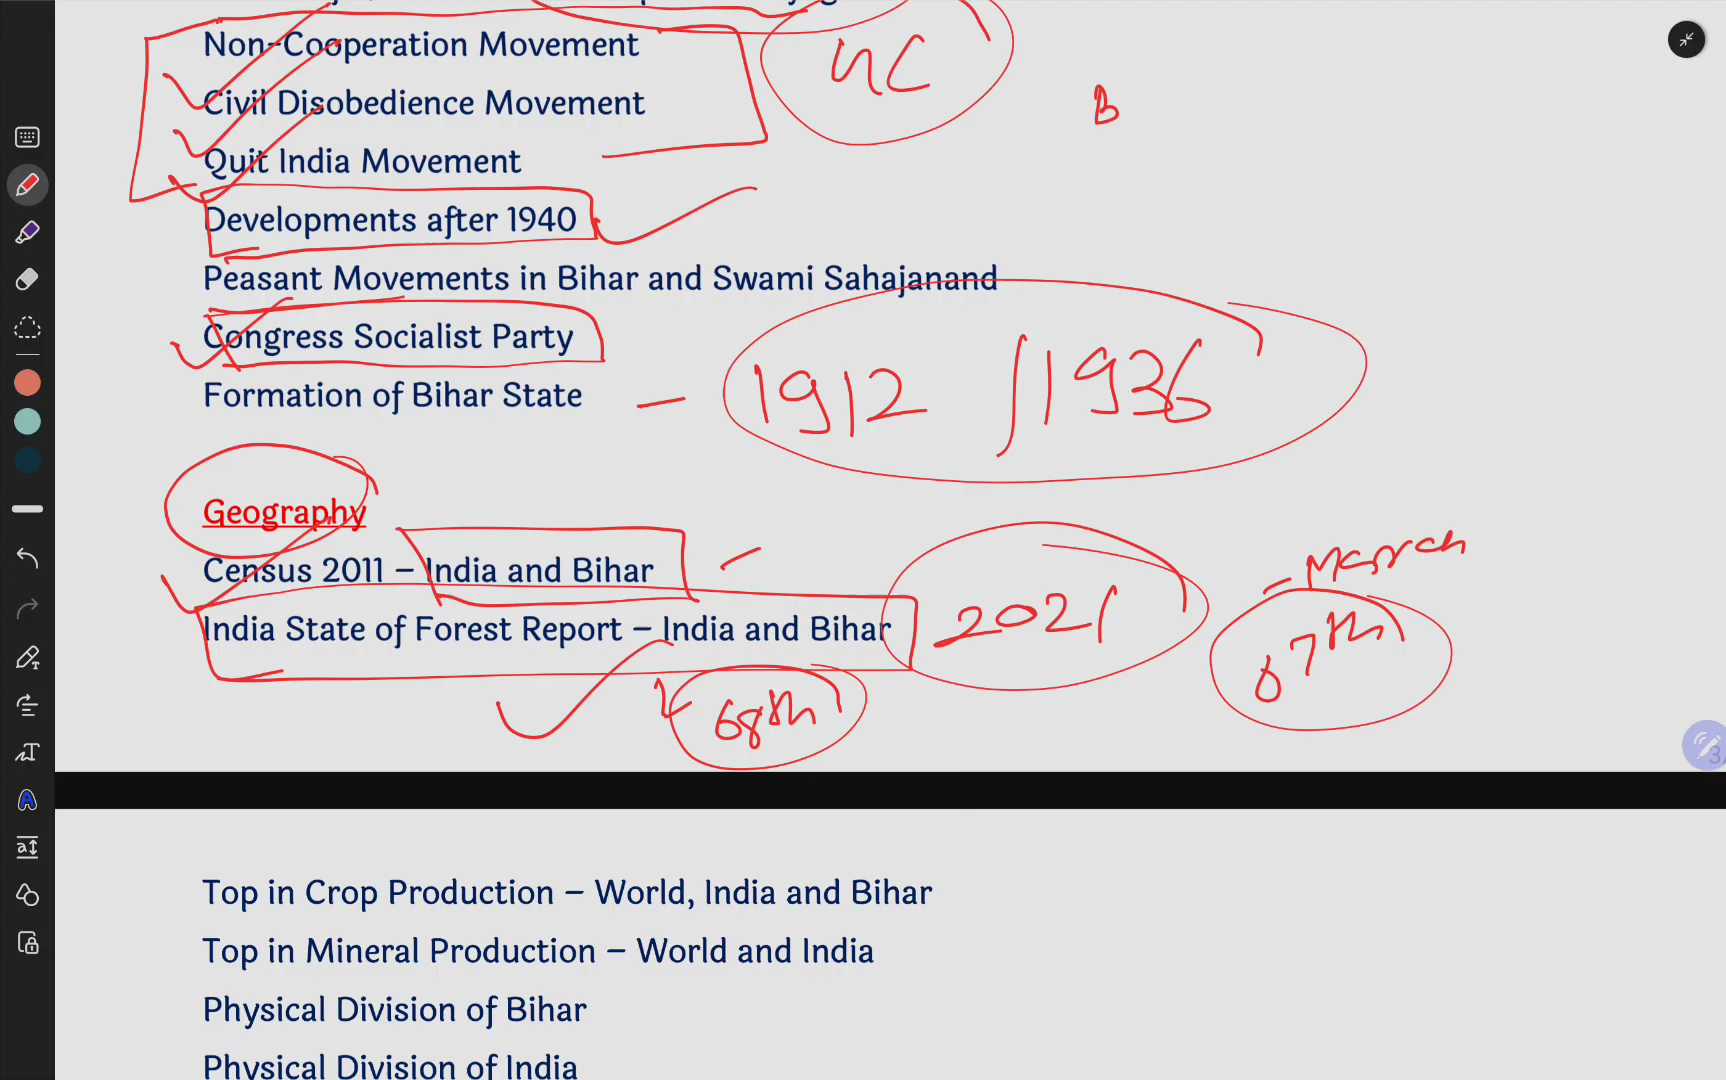 Non-Cooperation Movement
UC
Civil Disobedience Movement
B
Quit India Movement
Developments after 1940
Peasant Movements in Bihar and Swami Sahajanand
Congress Socialist Party
Formation of Bihar State – 1912 / 1936
Geography
Census 2011 – India and Bihar –
India State of Forest Report – India and Bihar 2021
67th
68th
Top in Crop Production – World, India and Bihar
Top in Mineral Production – World and India
Physical Division of Bihar
Physical Division of India